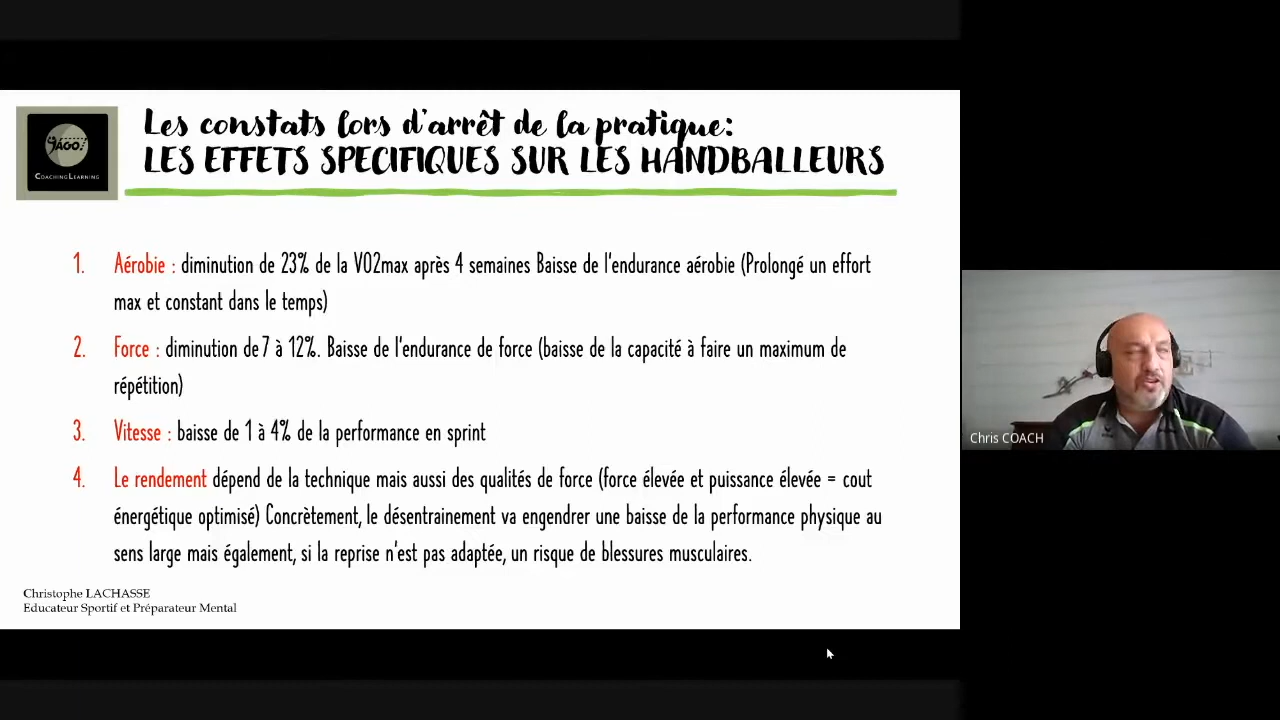 JAGO!
COACHINGLEARNING
Les constats lors d'arrêt de la pratique:
LES EFFETS SPECIFIQUES SUR LES HANDBALLEURS
1. Aérobie : diminution de 23% de la VO2max après 4 semaines Baisse de l'endurance aérobie (Prolongé un effort
max et constant dans le temps)
2. Force : diminution de 7 à 12%. Baisse de l'endurance de force (baisse de la capacité à faire un maximum de
répétition)
3. Vitesse : baisse de 1 à 4% de la performance en sprint
4. Le rendement dépend de la technique mais aussi des qualités de force (force élevée et puissance élevée = cout
énergétique optimisé) Concrètement, le désentrainement va engendrer une baisse de la performance physique au
sens large mais également, si la reprise n'est pas adaptée, un risque de blessures musculaires.
Christophe LACHASSE
Educateur Sportif et Préparateur Mental
Chris COACH